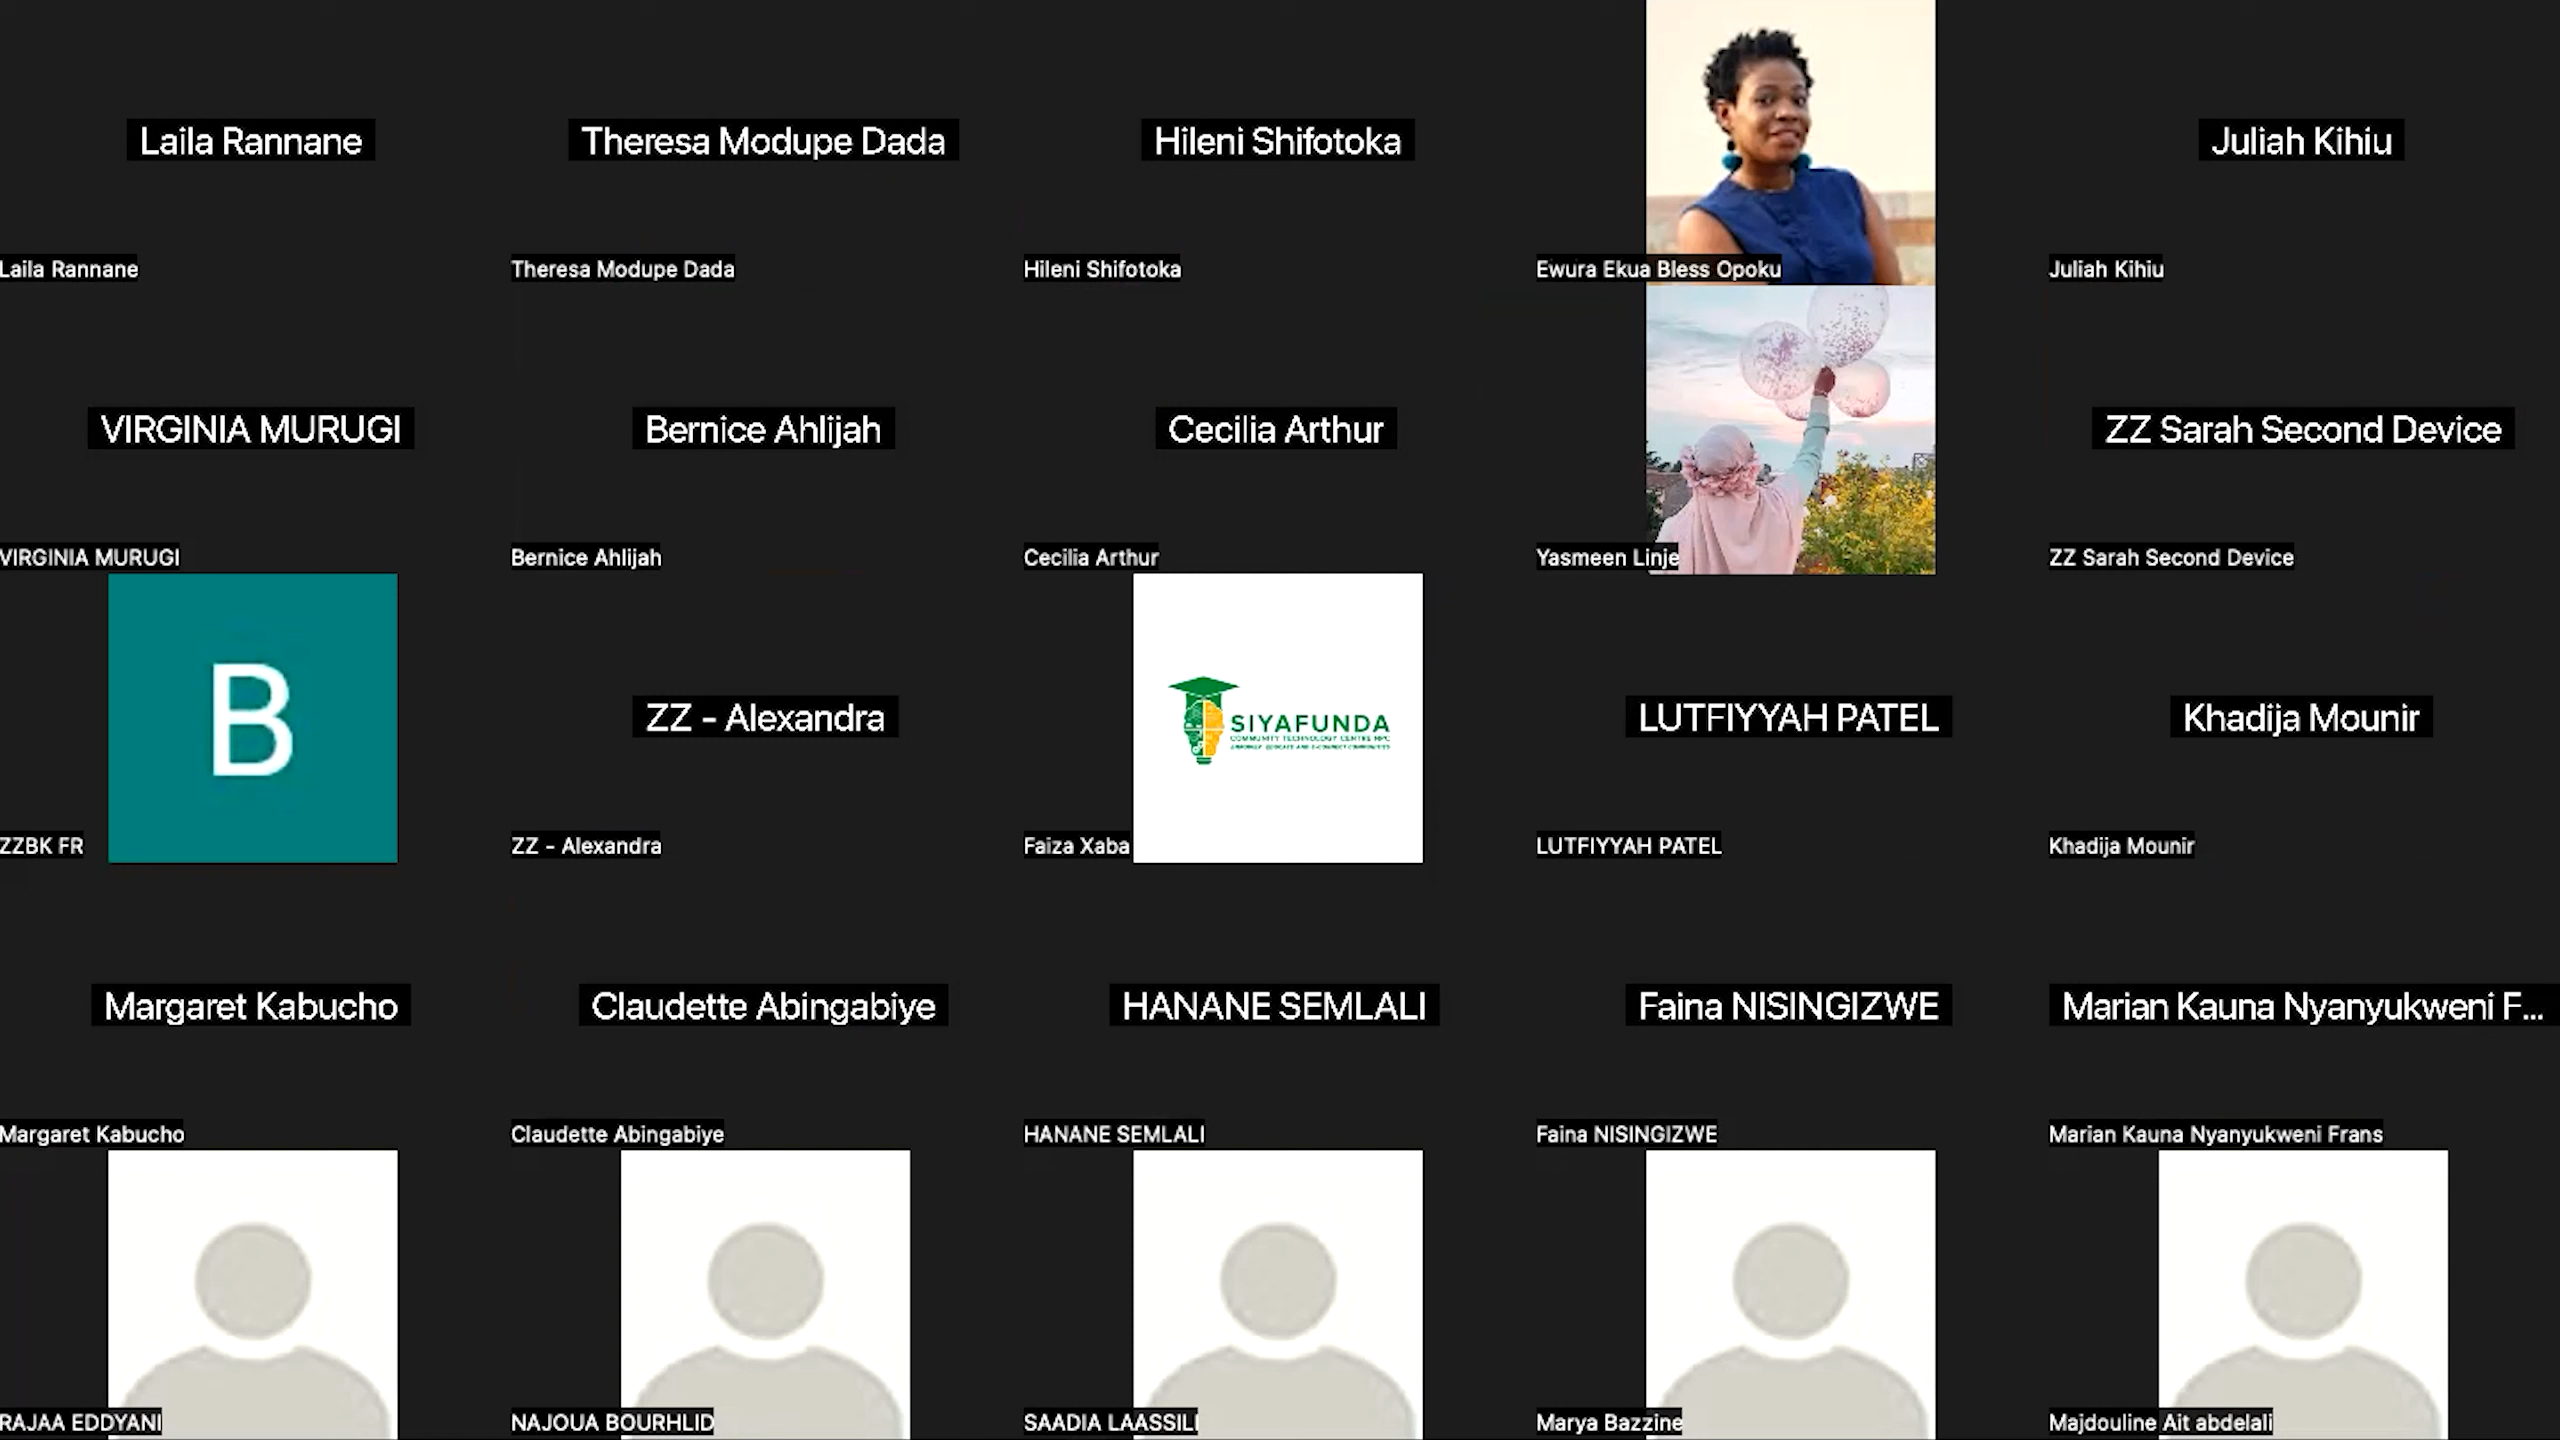 Laila Rannane
Theresa Modupe Dada
Hileni Shifotoka
Juliah Kihiu
Laila Rannane
Theresa Modupe Dada
Hileni Shifotoka
Ewura Ekua Bless Opoku
Juliah Kihiu
VIRGINIA MURUGI
Bernice Ahlijah
Cecilia Arthur
ZZ Sarah Second Device
VIRGINIA MURUGI
Bernice Ahlijah
Cecilia Arthur
Yasmeen Linje
ZZ Sarah Second Device
B
ZZ - Alexandra
SIYAFUNDA
COMMUNITY TECHNOLOGY CENTRE NPC
LUTFIYYAH PATEL
Khadija Mounir
ZZBK FR
ZZ - Alexandra
Faiza Xaba
LUTFIYYAH PATEL
Khadija Mounir
Margaret Kabucho
Claudette Abingabiye
HANANE SEMLALI
Faina NISINGIZWE
Marian Kauna Nyanyukweni F...
Margaret Kabucho
Claudette Abingabiye
HANANE SEMLALI
Faina NISINGIZWE
Marian Kauna Nyanyukweni Frans
RAJAA EDDYANI
NAJOUA BOURHLID
SAADIA LAASSILI
Marya Bazzine
Majdouline Ait abdelali